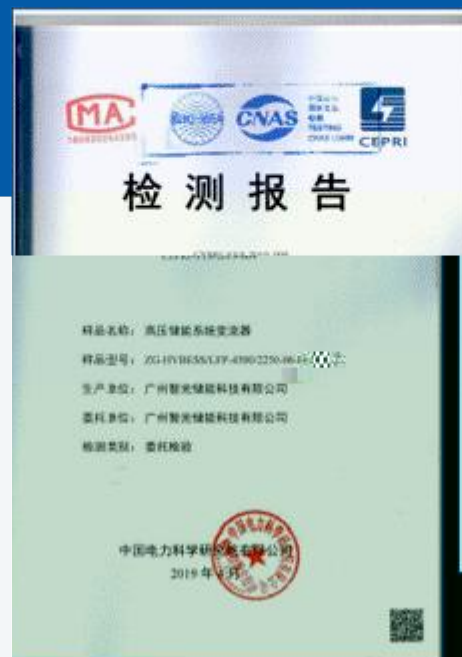 MA
CNAS
TESTING
CEPRI
检测报告
样品名称： 高压储能系统变流器
样品型号：
生产单位： 广州智光储能科技有限公司
委托单位： 广州智光储能科技有限公司
检测类别： 委托检验
中国电力科学研究院有限公司
2019 年